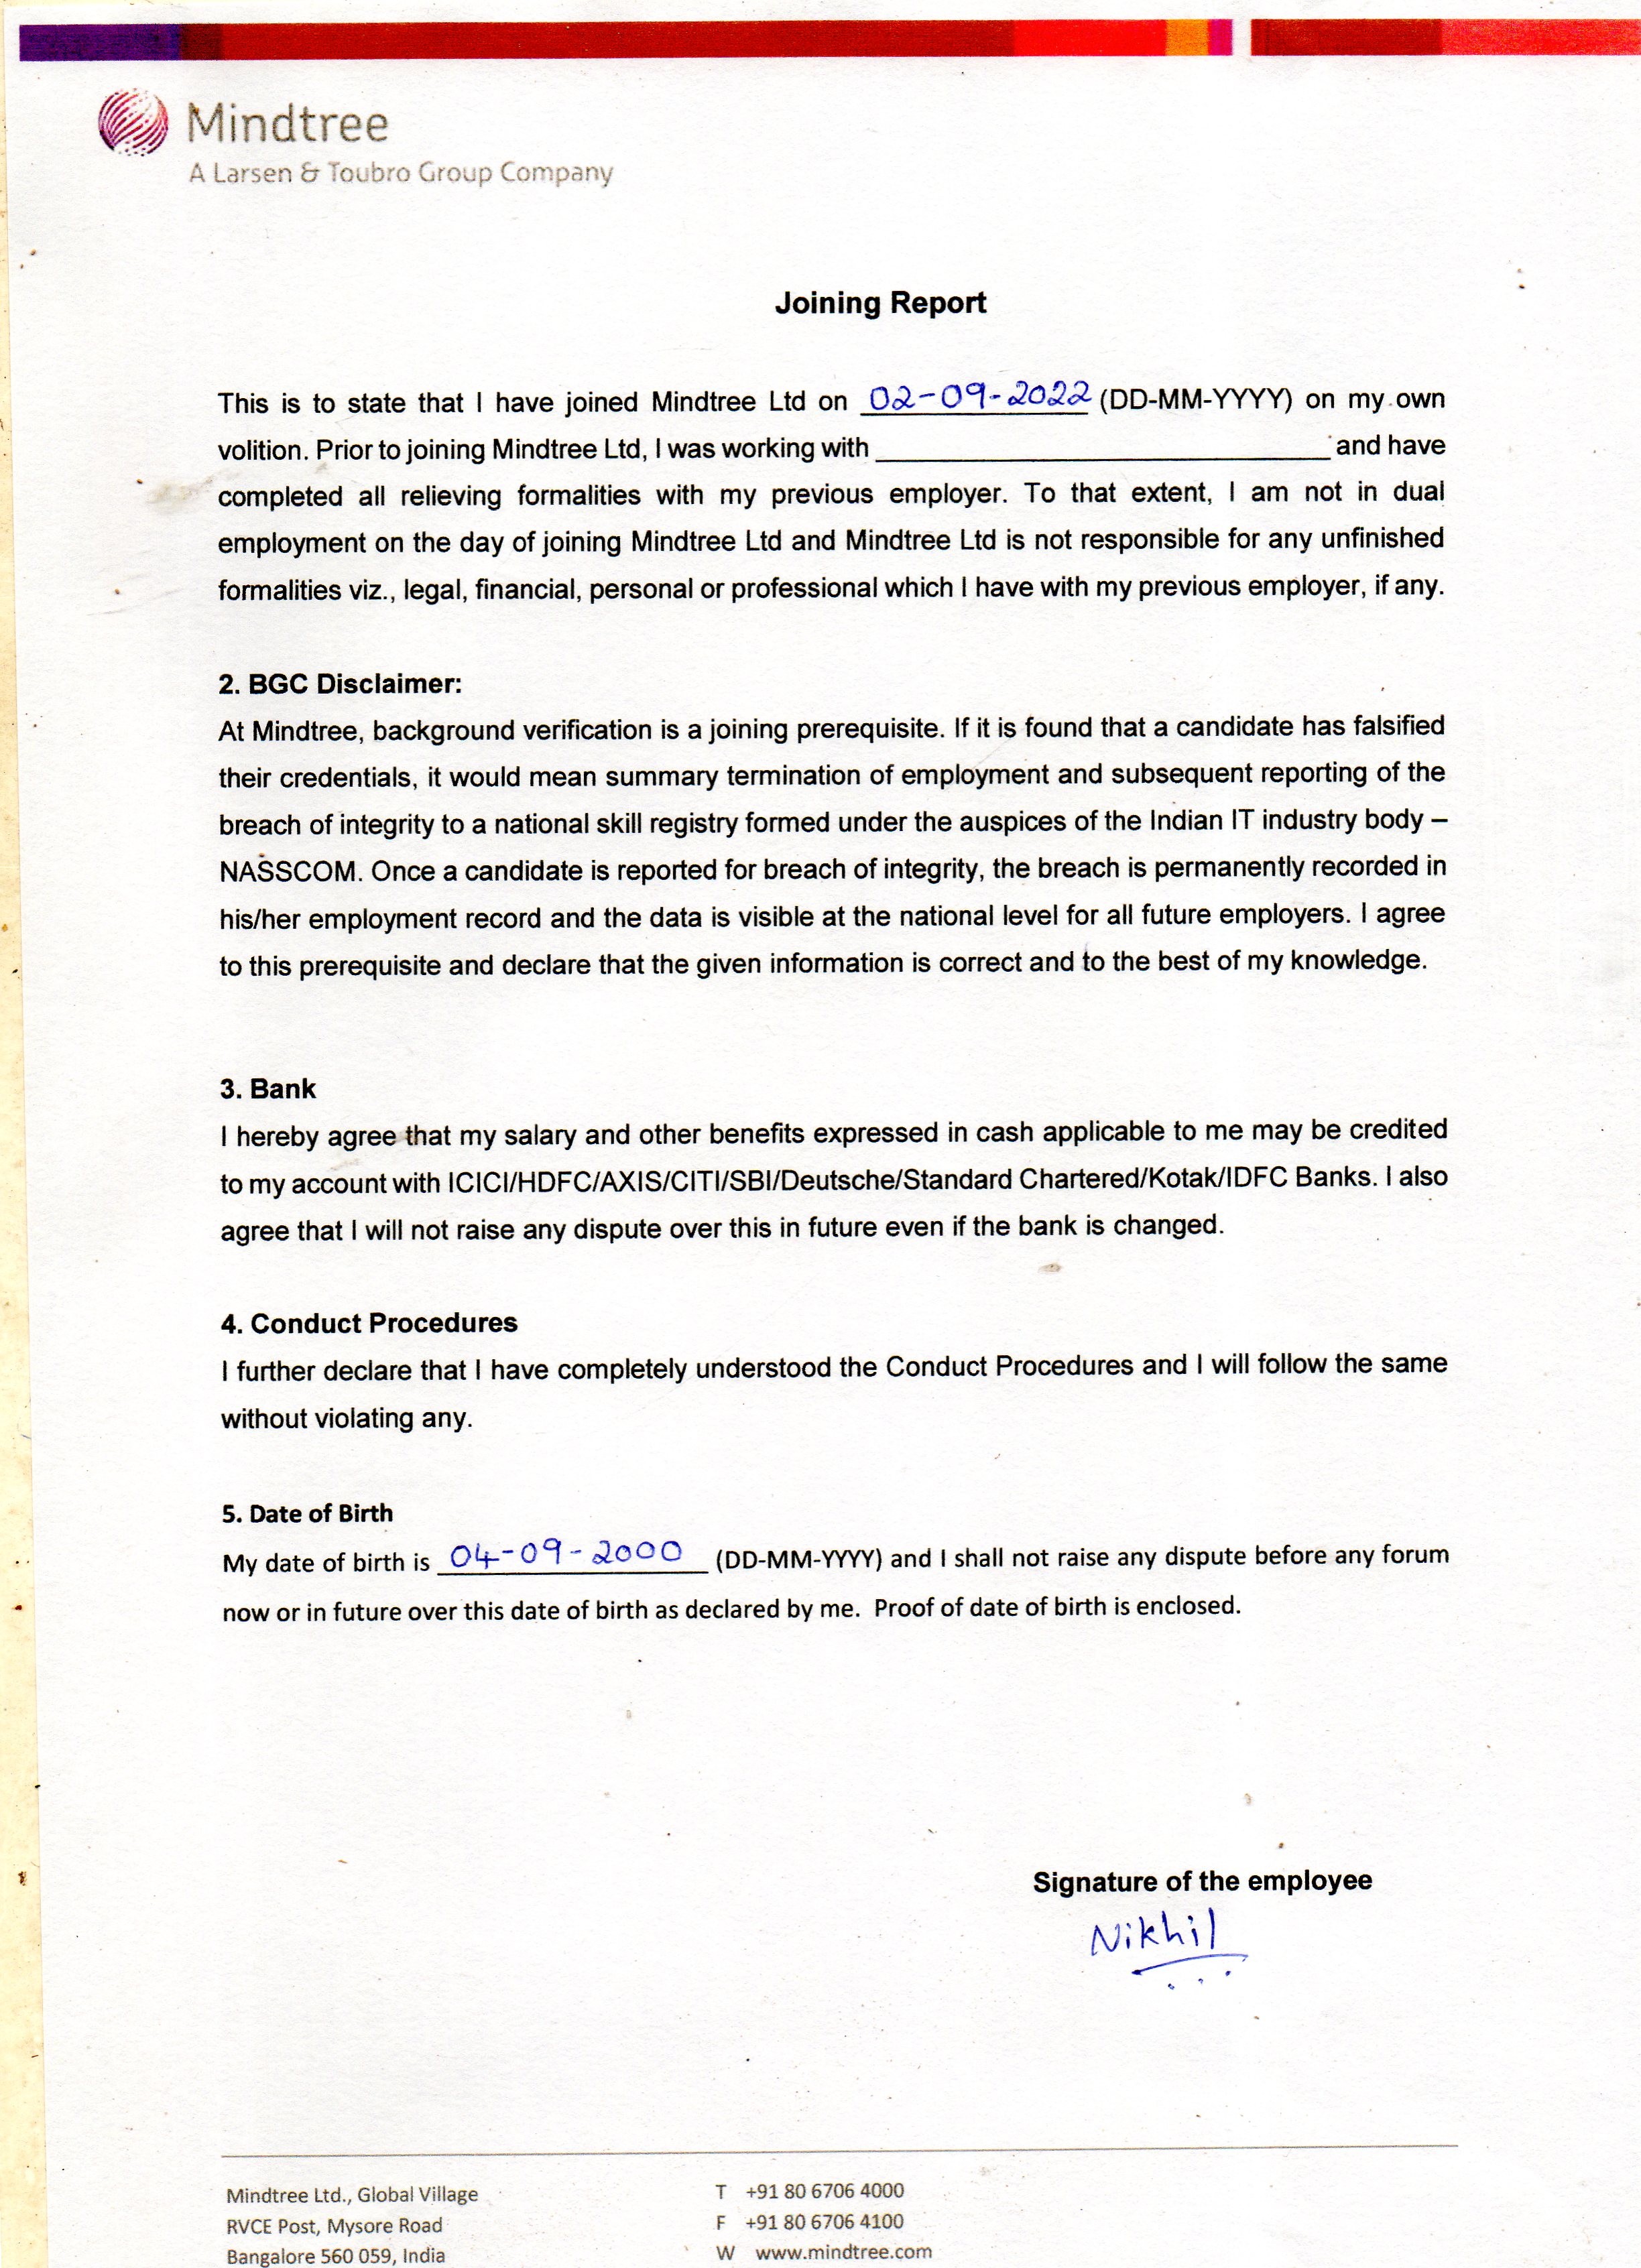 Mindtree
A Larsen & Toubro Group Company
Joining Report
This is to state that I have joined Mindtree Ltd on 02-09-2022 (DD-MM-YYYY) on my own
volition. Prior to joining Mindtree Ltd, I was working with ____________________ and have
completed all relieving formalities with my previous employer. To that extent, I am not in dual
employment on the day of joining Mindtree Ltd and Mindtree Ltd is not responsible for any unfinished
formalities viz., legal, financial, personal or professional which I have with my previous employer, if any.
2. BGC Disclaimer:
At Mindtree, background verification is a joining prerequisite. If it is found that a candidate has falsified
their credentials, it would mean summary termination of employment and subsequent reporting of the
breach of integrity to a national skill registry formed under the auspices of the Indian IT industry body –
NASSCOM. Once a candidate is reported for breach of integrity, the breach is permanently recorded in
his/her employment record and the data is visible at the national level for all future employers. I agree
to this prerequisite and declare that the given information is correct and to the best of my knowledge.
3. Bank
I hereby agree that my salary and other benefits expressed in cash applicable to me may be credited
to my account with ICICI/HDFC/AXIS/CITI/SBI/Deutsche/Standard Chartered/Kotak/IDFC Banks. I also
agree that I will not raise any dispute over this in future even if the bank is changed.
4. Conduct Procedures
I further declare that I have completely understood the Conduct Procedures and I will follow the same
without violating any.
5. Date of Birth
My date of birth is 04-09-2000 (DD-MM-YYYY) and I shall not raise any dispute before any forum
now or in future over this date of birth as declared by me. Proof of date of birth is enclosed.
Signature of the employee
Nikhil
Mindtree Ltd., Global Village T +91 80 6706 4000
RVCE Post, Mysore Road F +91 80 6706 4100
Bangalore 560 059, India W www.mindtree.com